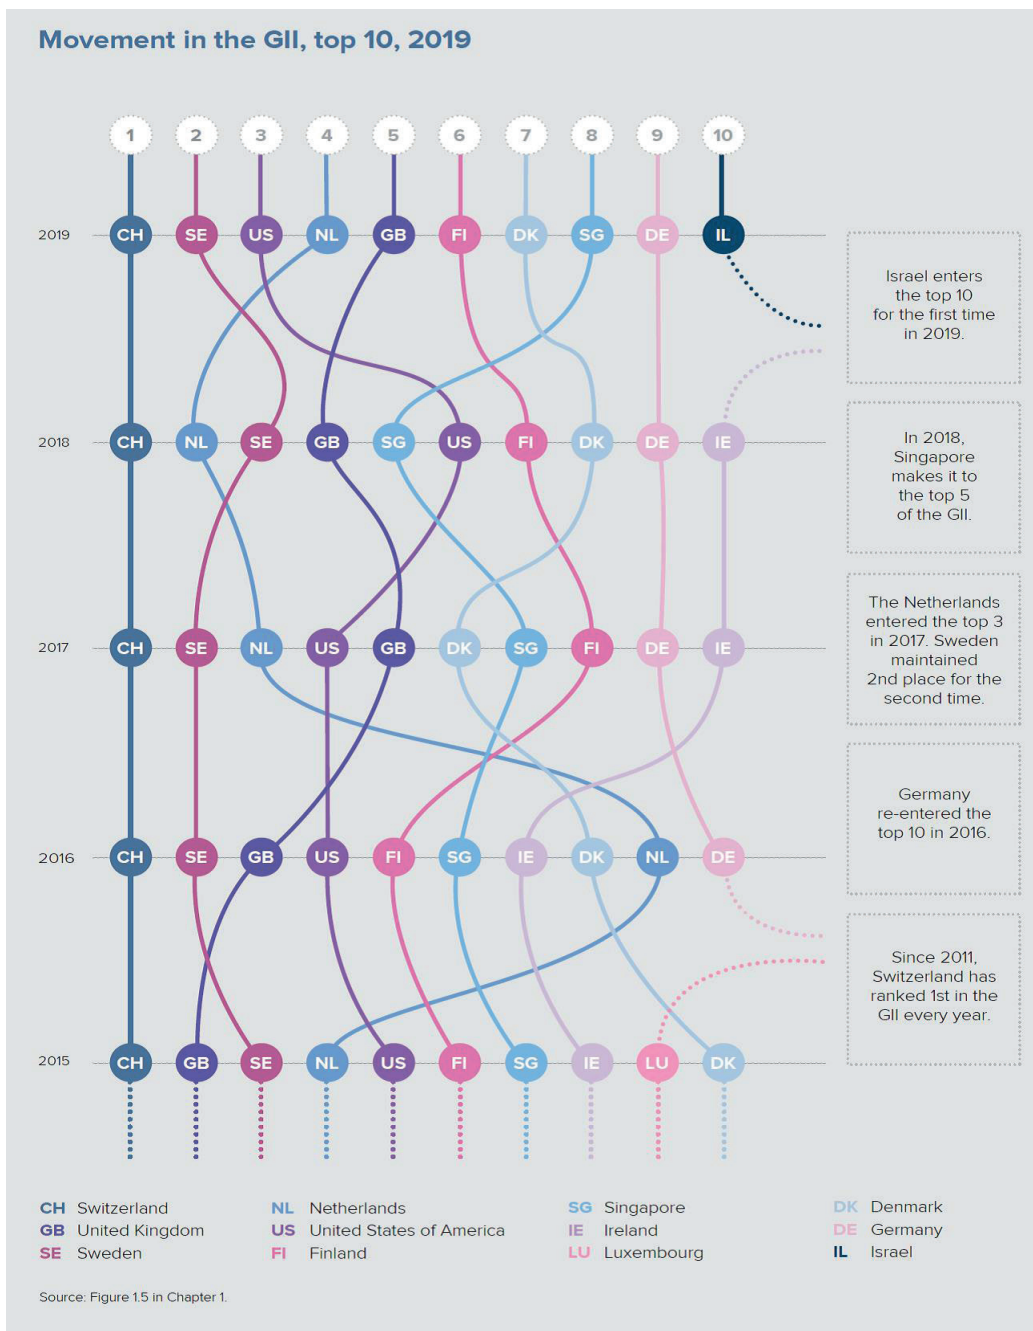 Movement in the GII, top 10, 2019
1 2 3 4 5 6 7 8 9 10
2019 CH SE US NL GB FI DK SG DE IL
Israel enters
the top 10
for the first time
in 2019.
2018 CH NL SE GB SG US FI DK DE IE
In 2018,
Singapore
makes it to
the top 5
of the GII.
The Netherlands
entered the top 3
in 2017. Sweden
maintained
2nd place for the
second time.
2017 CH SE NL US GB DK SG FI DE IE
Germany
re-entered the
top 10 in 2016.
2016 CH SE GB US FI SG IE DK NL DE
Since 2011,
Switzerland has
ranked 1st in the
GII every year.
2015 CH GB SE NL US FI SG IE LU DK
CH Switzerland NL Netherlands SG Singapore DK Denmark
GB United Kingdom US United States of America IE Ireland DE Germany
SE Sweden FI Finland LU Luxembourg IL Israel
Source: Figure 1.5 in Chapter 1.